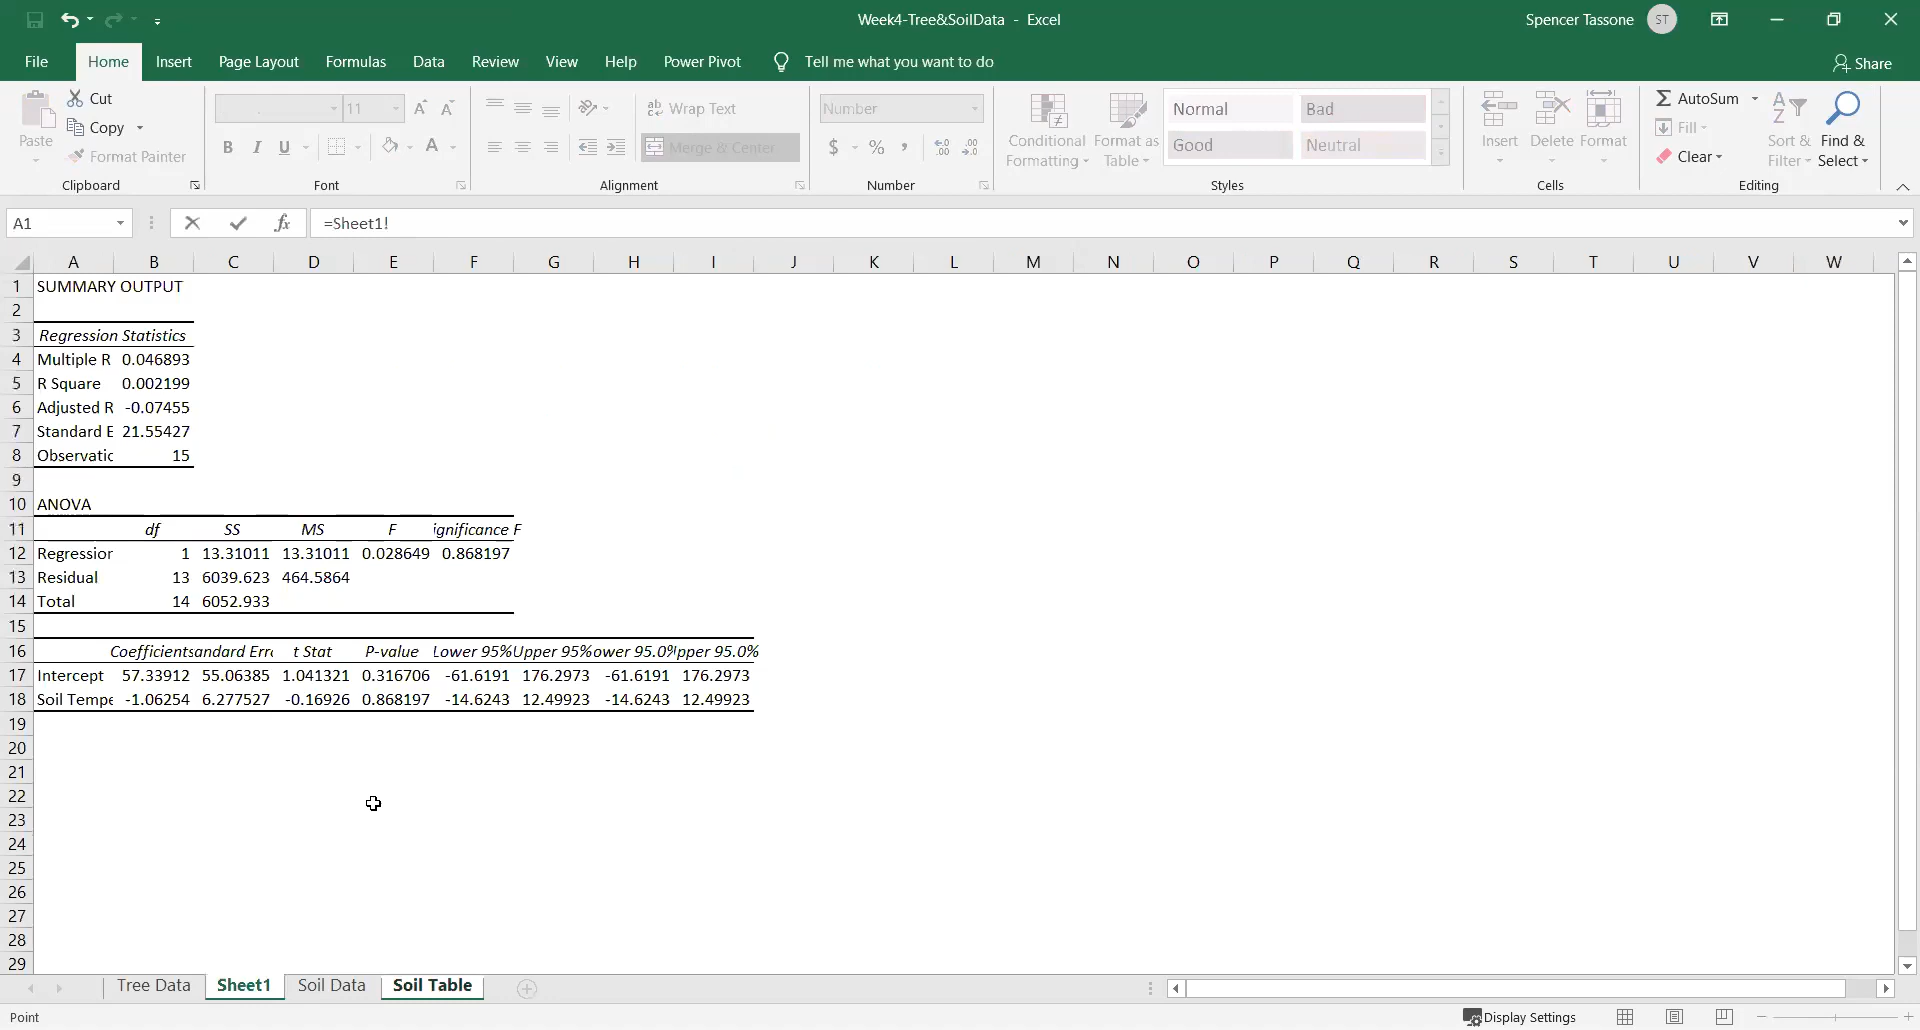 Week4-Tree&SoilData - Excel
Spencer Tassone ST
File Home Insert Page Layout Formulas Data Review View Help Power Pivot Tell me what you want to do Share
Paste
Cut
Copy
Format Painter
Clipboard
11 A A
B I U A
Font
ab Wrap Text
Merge & Center
Alignment
Number
$ % ,
Number
Conditional Formatting
Format as Table
Normal Bad
Good Neutral
Styles
Insert Delete Format
Cells
AutoSum
Fill
Clear
Sort & Filter
Find & Select
Editing
A1 fx =Sheet1!
A B C D E F G H I J K L M N O P Q R S T U V W
1 SUMMARY OUTPUT
2
3 Regression Statistics
4 Multiple R 0.046893
5 R Square 0.002199
6 Adjusted R -0.07455
7 Standard E 21.55427
8 Observatic 15
9
10 ANOVA
11 df SS MS F ignificance F
12 Regression 1 13.31011 13.31011 0.028649 0.868197
13 Residual 13 6039.623 464.5864
14 Total 14 6052.933
15
16 Coefficients andard Erro t Stat P-value Lower 95% Upper 95% ower 95.0% Ipper 95.0%
17 Intercept 57.33912 55.06385 1.041321 0.316706 -61.6191 176.2973 -61.6191 176.2973
18 Soil Tempe -1.06254 6.277527 -0.16926 0.868197 -14.6243 12.49923 -14.6243 12.49923
19
20
21
22
23
24
25
26
27
28
29
Tree Data Sheet1 Soil Data Soil Table
Point
Display Settings